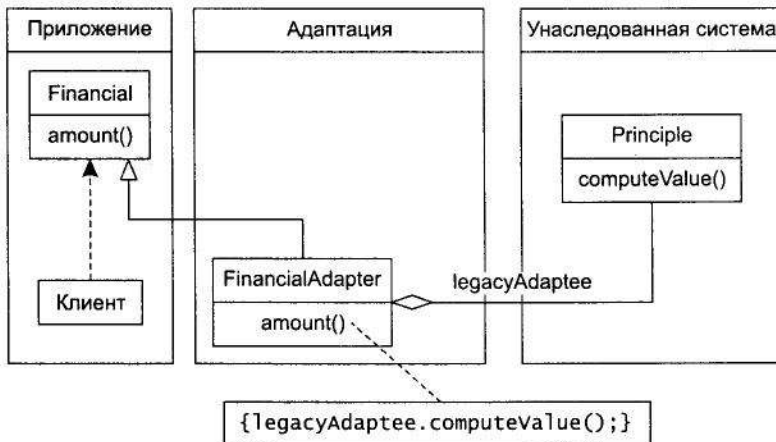 Приложение
Адаптация
Унаследованная система
Financial
amount()
Principle
computeValue()
Клиент
FinancialAdapter
amount()
legacyAdaptee
{legacyAdaptee.computeValue();}